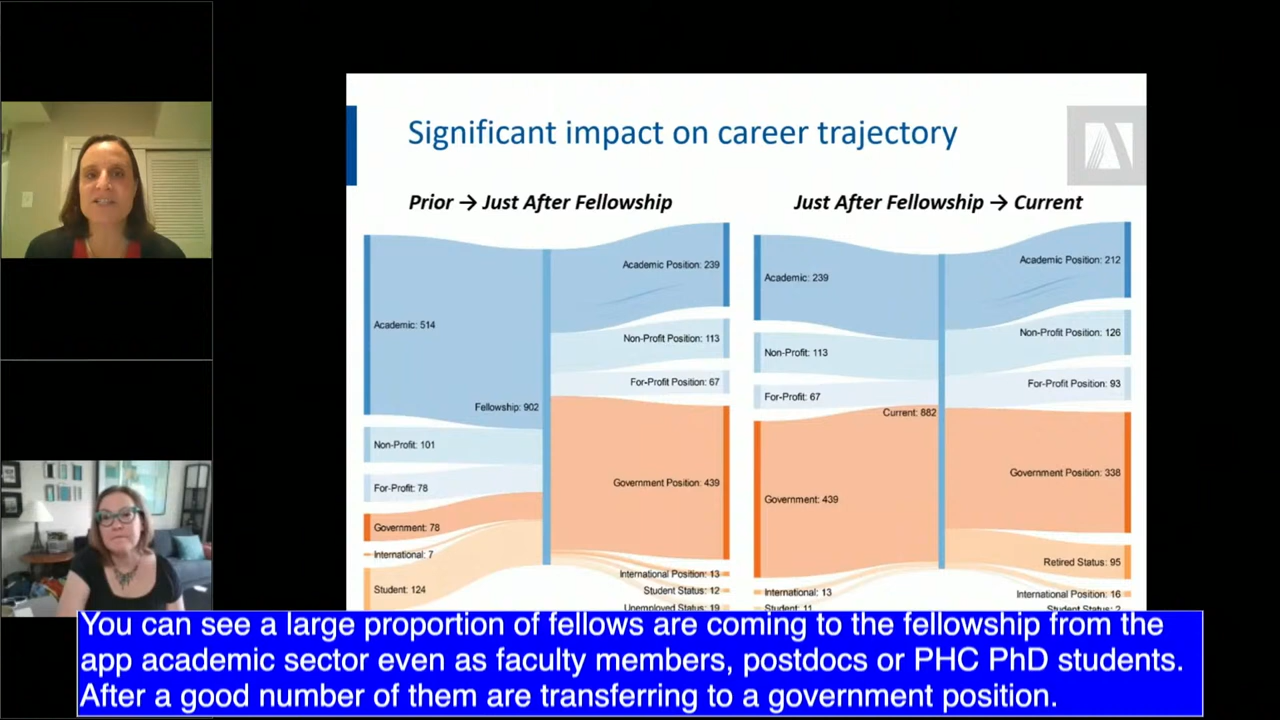 Significant impact on career trajectory
Prior → Just After Fellowship
Just After Fellowship → Current
Academic: 514
Non-Profit: 101
For-Profit: 78
Government: 78
International: 7
Student: 124
Fellowship: 902
Academic Position: 239
Non-Profit Position: 113
For-Profit Position: 67
Government Position: 439
International Position: 13
Student Status: 12
Unemployed Status: 19
Academic: 239
Non-Profit: 113
For-Profit: 67
Government: 439
International: 13
Student: 11
Current: 882
Academic Position: 212
Non-Profit Position: 126
For-Profit Position: 93
Government Position: 338
Retired Status: 95
International Position: 16
Student Status: 2
You can see a large proportion of fellows are coming to the fellowship from the
app academic sector even as faculty members, postdocs or PHC PhD students.
After a good number of them are transferring to a government position.